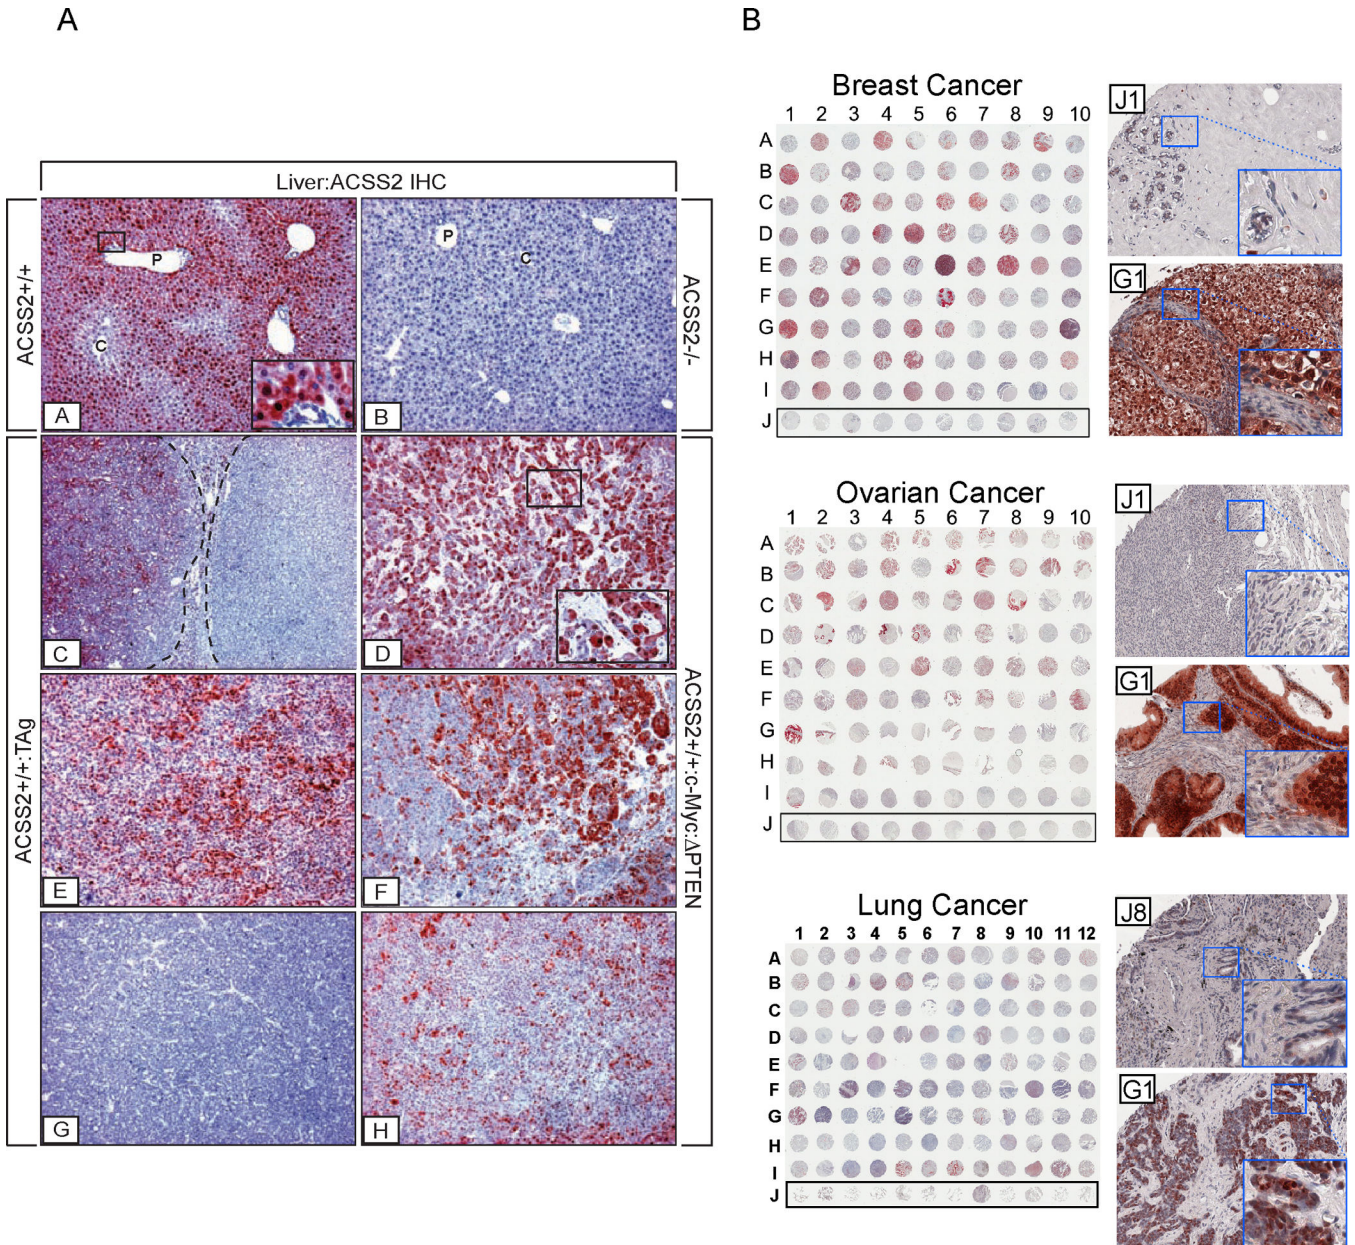 A
B
Liver:ACSS2 IHC
ACSS2+/+
ACSS2-/-
P
C
A
P
C
B
ACSS2+/+:TAg
ACSS2+/+:c-Myc:ΔPTEN
C
D
E
F
G
H
Breast Cancer
1 2 3 4 5 6 7 8 9 10
A
B
C
D
E
F
G
H
I
J
J1
G1
Ovarian Cancer
1 2 3 4 5 6 7 8 9 10
A
B
C
D
E
F
G
H
I
J
J1
G1
Lung Cancer
1 2 3 4 5 6 7 8 9 10 11 12
A
B
C
D
E
F
G
H
I
J
J8
G1